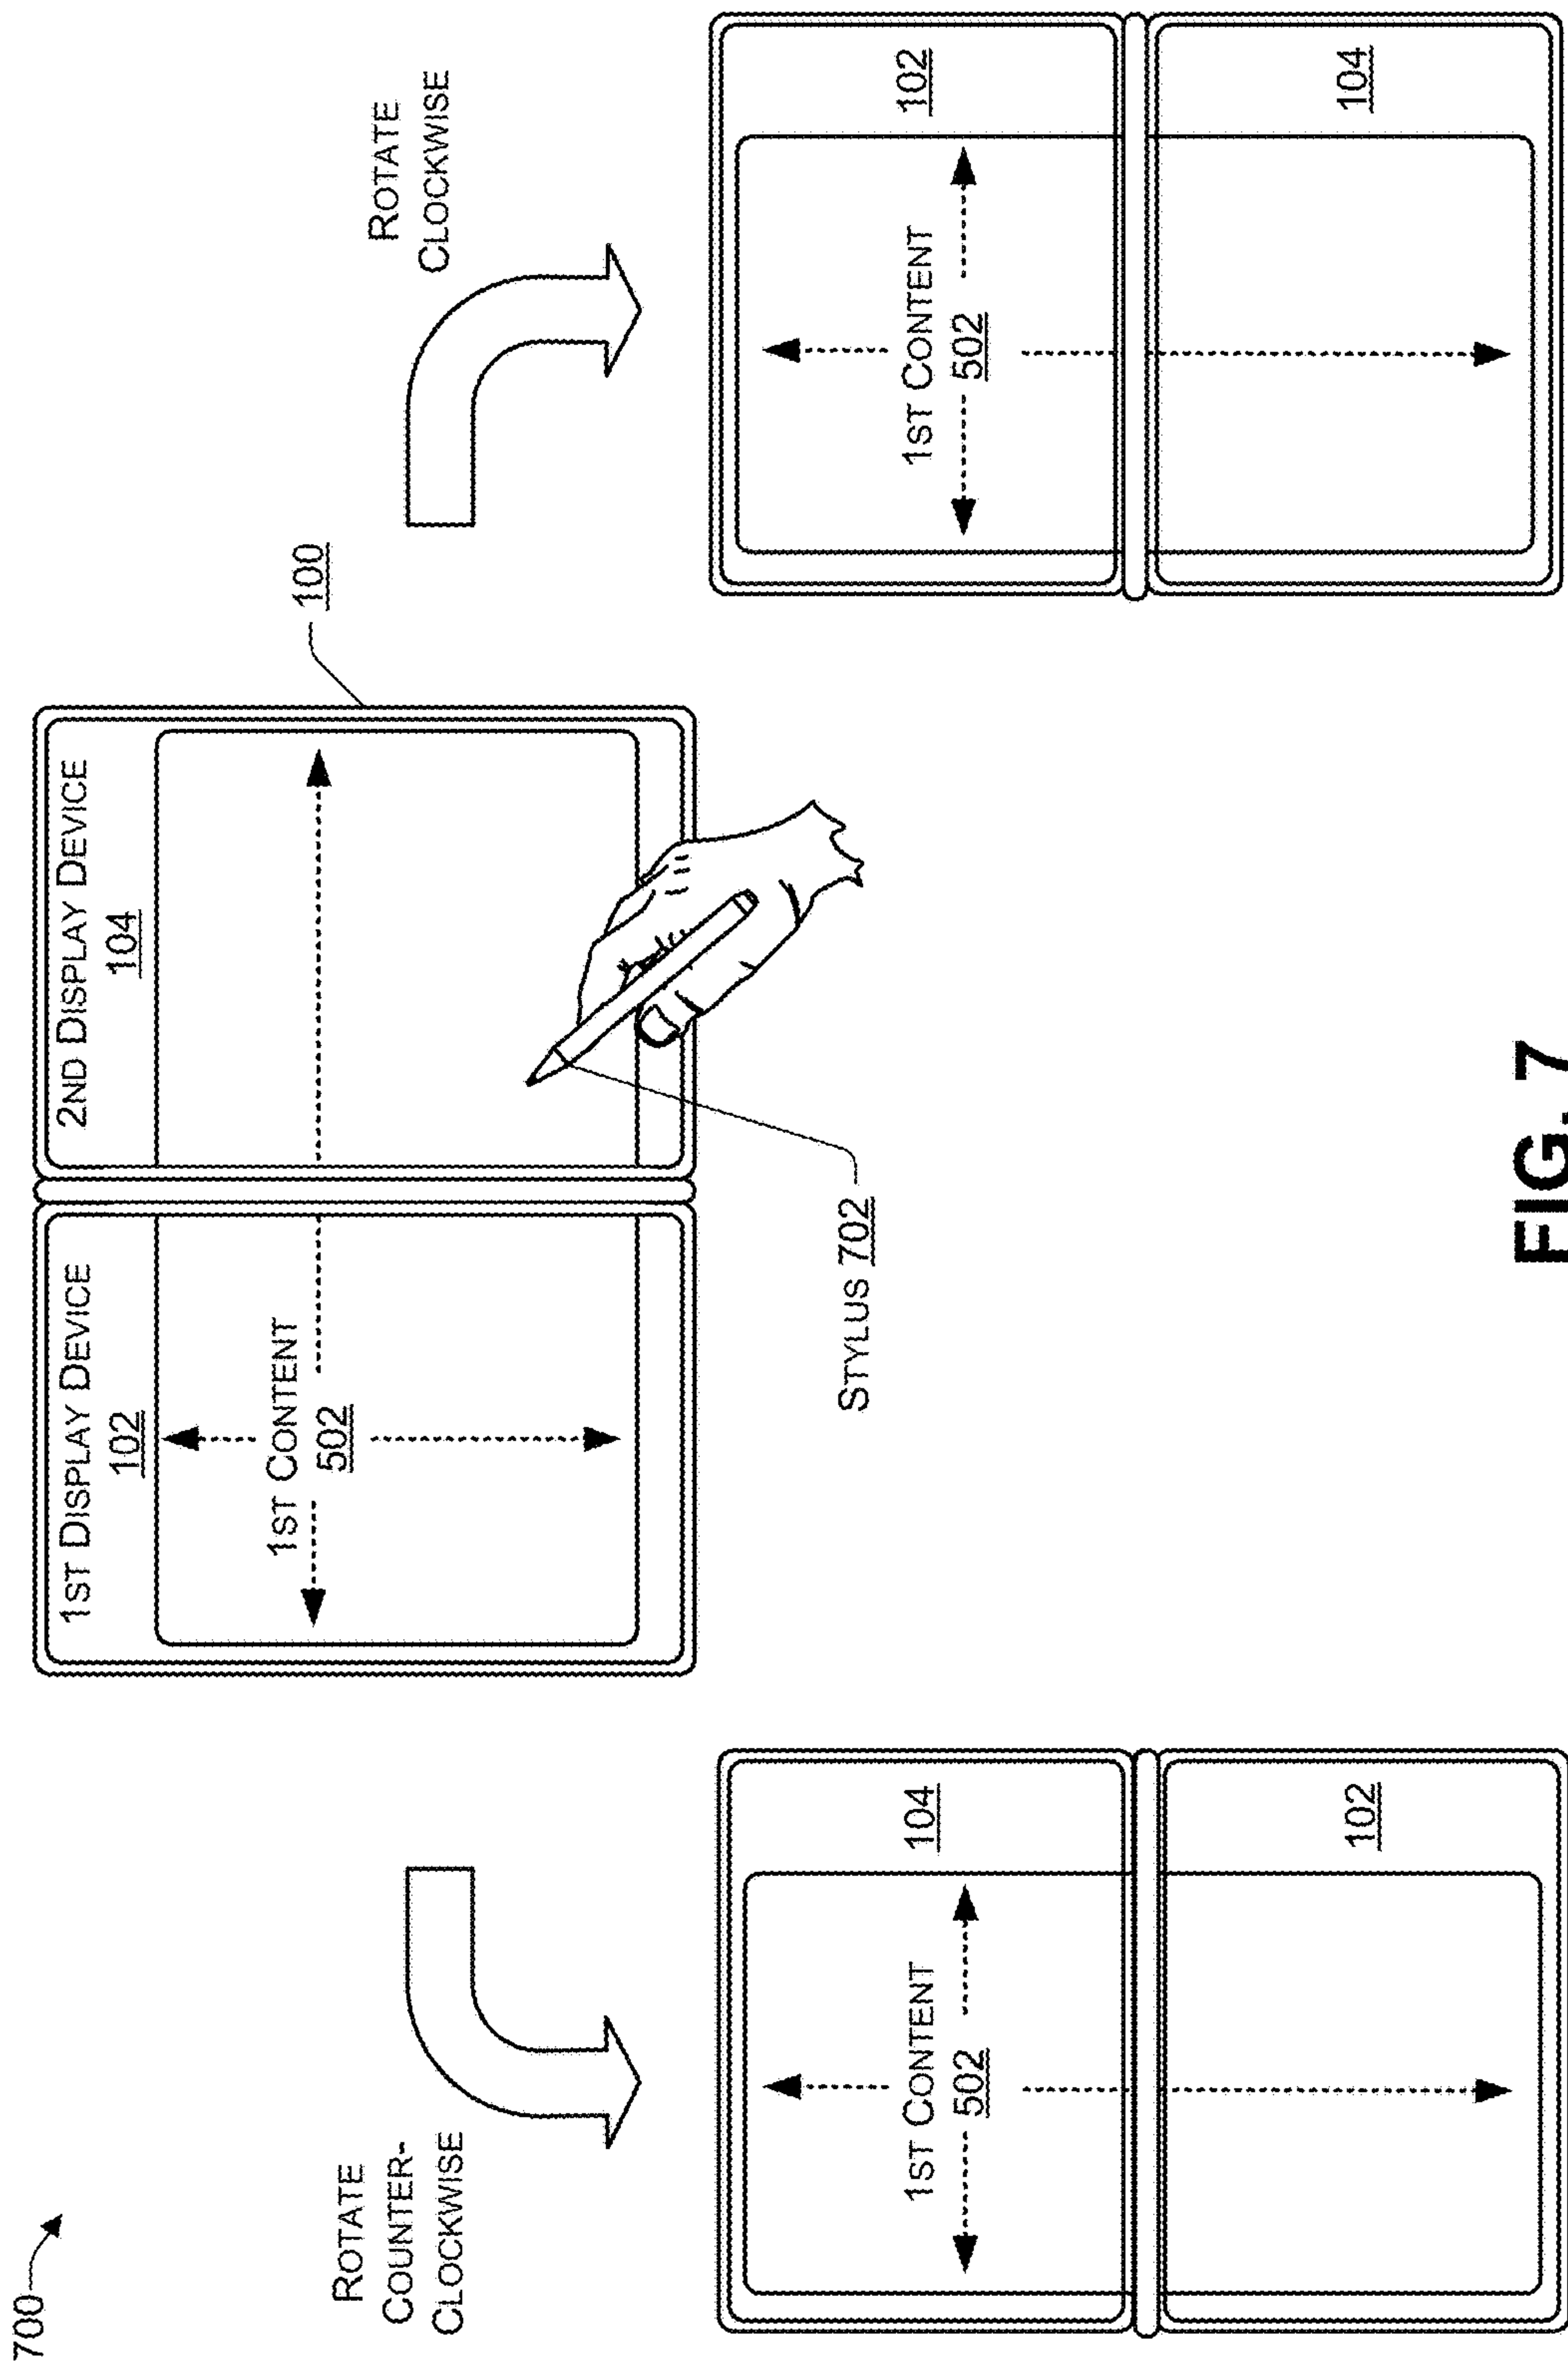 700
1ST DISPLAY DEVICE
102
2ND DISPLAY DEVICE
104
1ST CONTENT
502
100
STYLUS 702
ROTATE
COUNTER-
CLOCKWISE
ROTATE
CLOCKWISE
104
1ST CONTENT
502
102
102
1ST CONTENT
502
104
FIG. 7